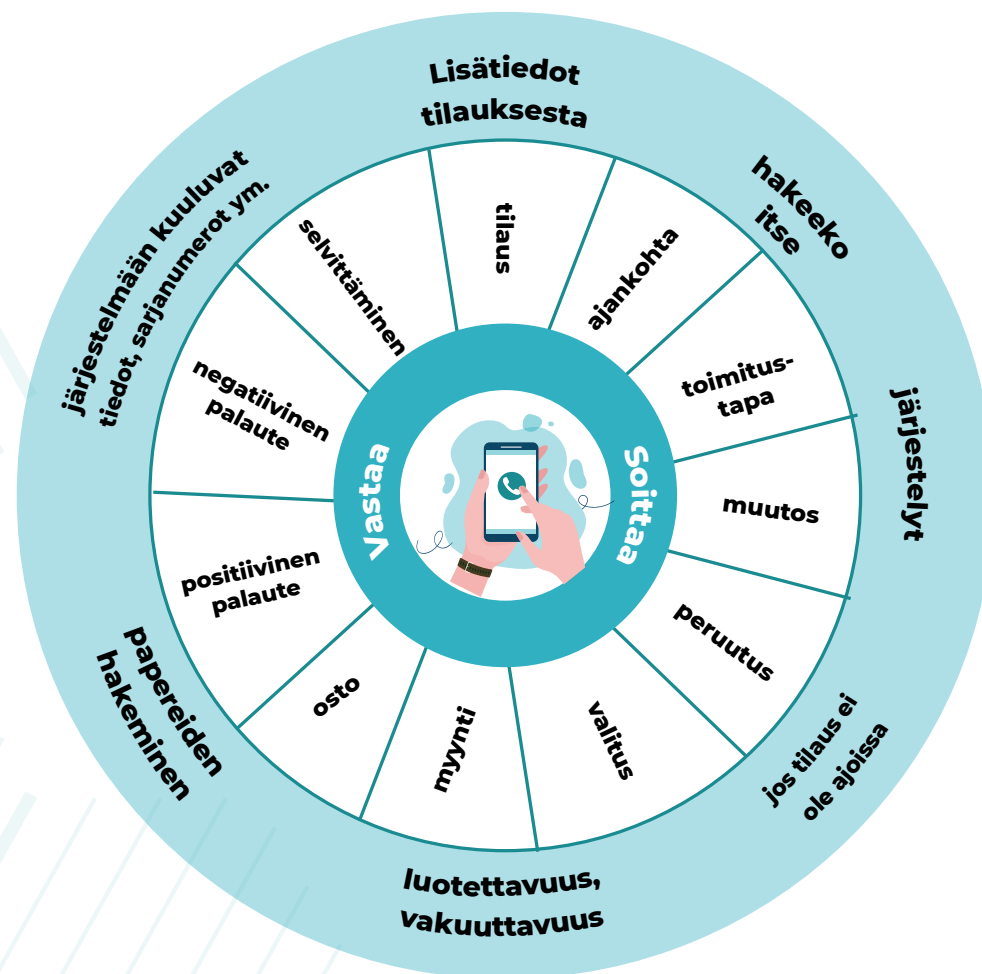 Lisätiedot
tilauksesta
hakeeko
itse
järjestelyt
jos tilaus ei
ole ajoissa
luotettavuus,
vakuuttavuus
papereiden
hakeminen
järjestelmään kuuluvat
tiedot, sarjanumerot ym.
tilaus
ajankohta
toimitus-
tapa
muutos
peruutus
valitus
myynti
osto
positiivinen
palaute
negatiivinen
palaute
selvittäminen
Vastaa
Soittaa